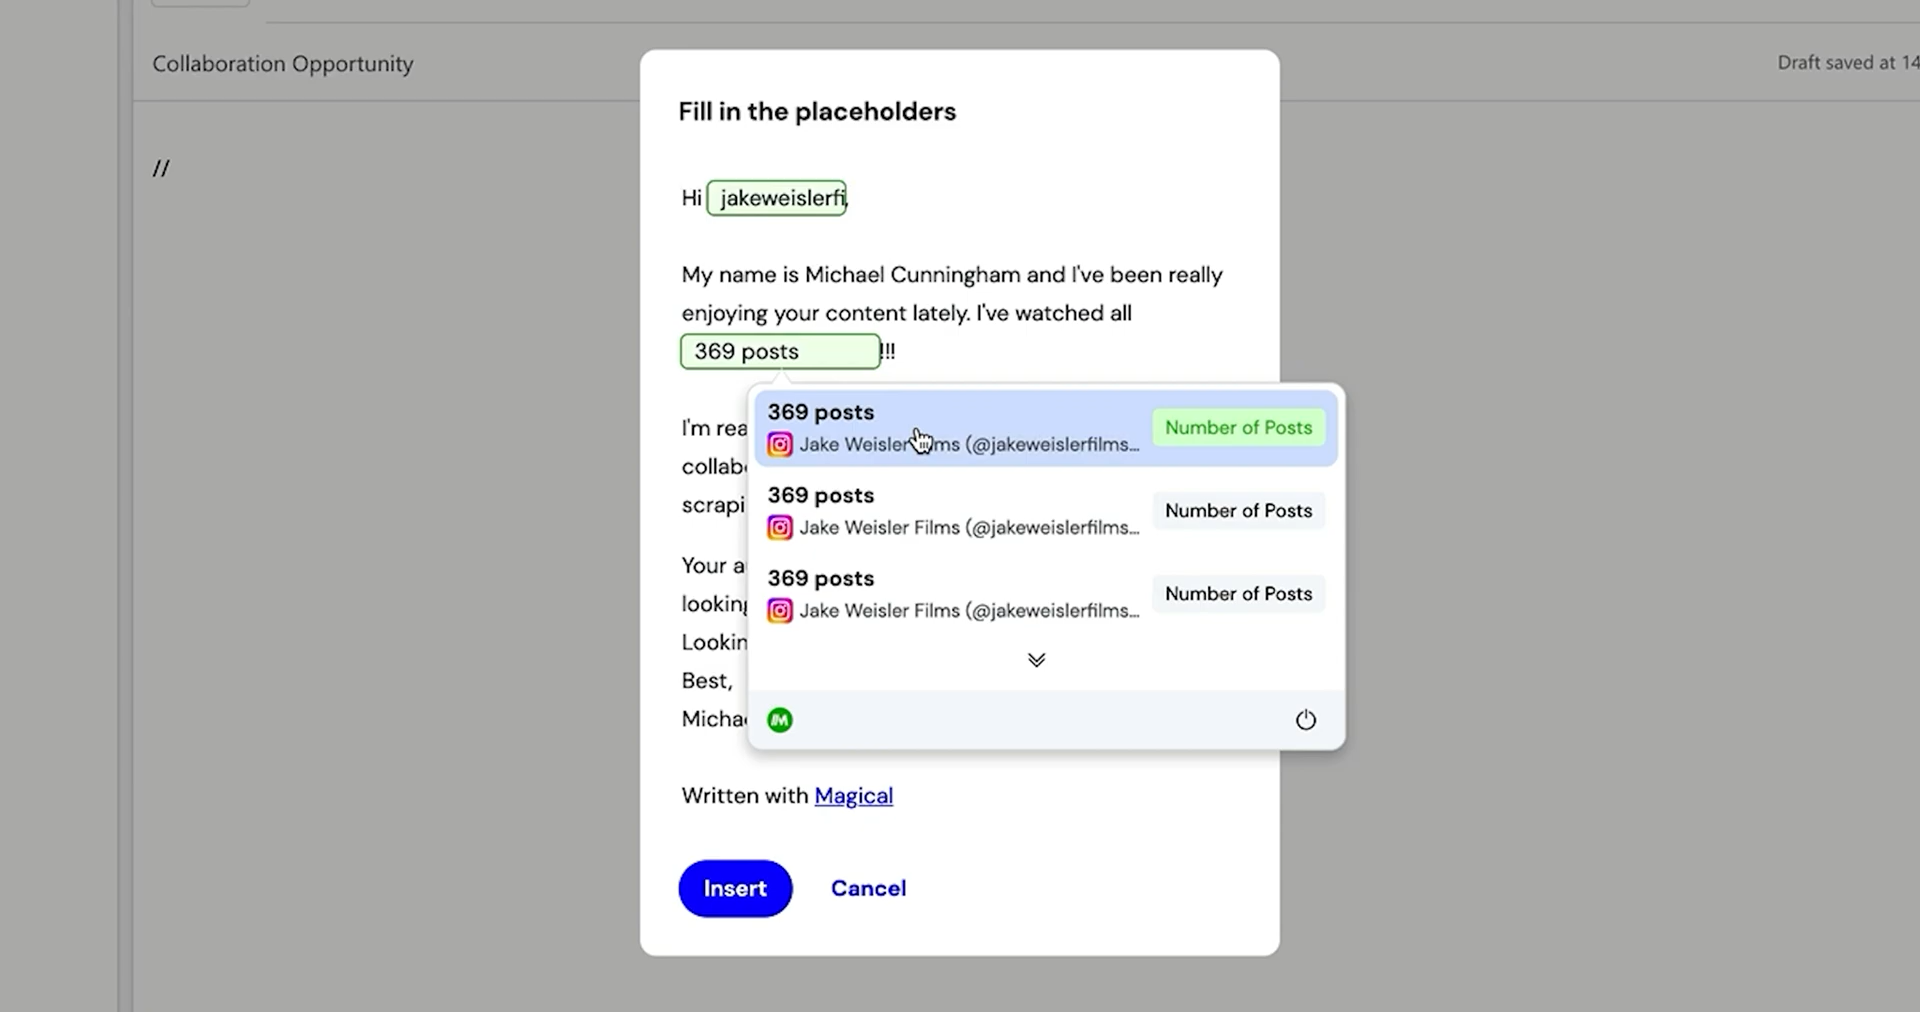 Collaboration Opportunity
Draft saved at 14
//
Fill in the placeholders
Hi jakeweislerfi,
My name is Michael Cunningham and I've been really
enjoying your content lately. I've watched all
369 posts!!!
I'm rea
collab
scrapi
Your a
looking
Lookin
Best,
Micha
369 posts
Jake Weisler Films (@jakeweislerfilms...
Number of Posts
369 posts
Jake Weisler Films (@jakeweislerfilms...
Number of Posts
369 posts
Jake Weisler Films (@jakeweislerfilms...
Number of Posts
Written with Magical
Insert
Cancel